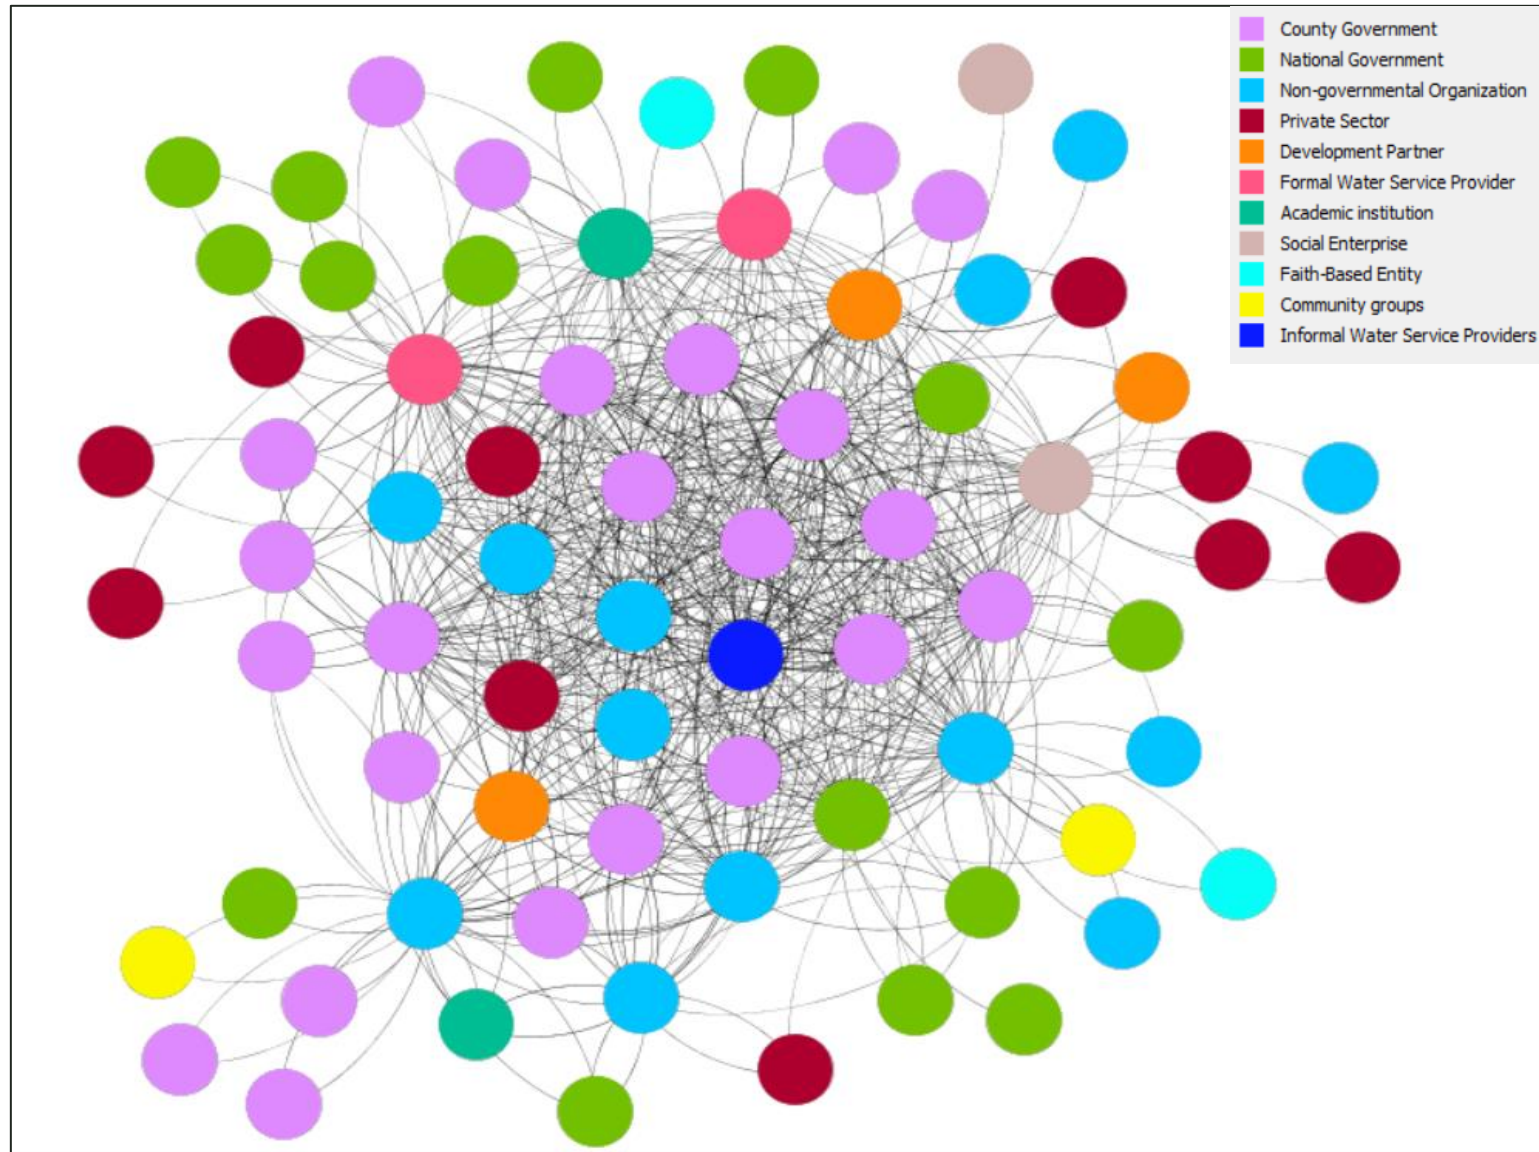 County Government
National Government
Non-governmental Organization
Private Sector
Development Partner
Formal Water Service Provider
Academic institution
Social Enterprise
Faith-Based Entity
Community groups
Informal Water Service Providers